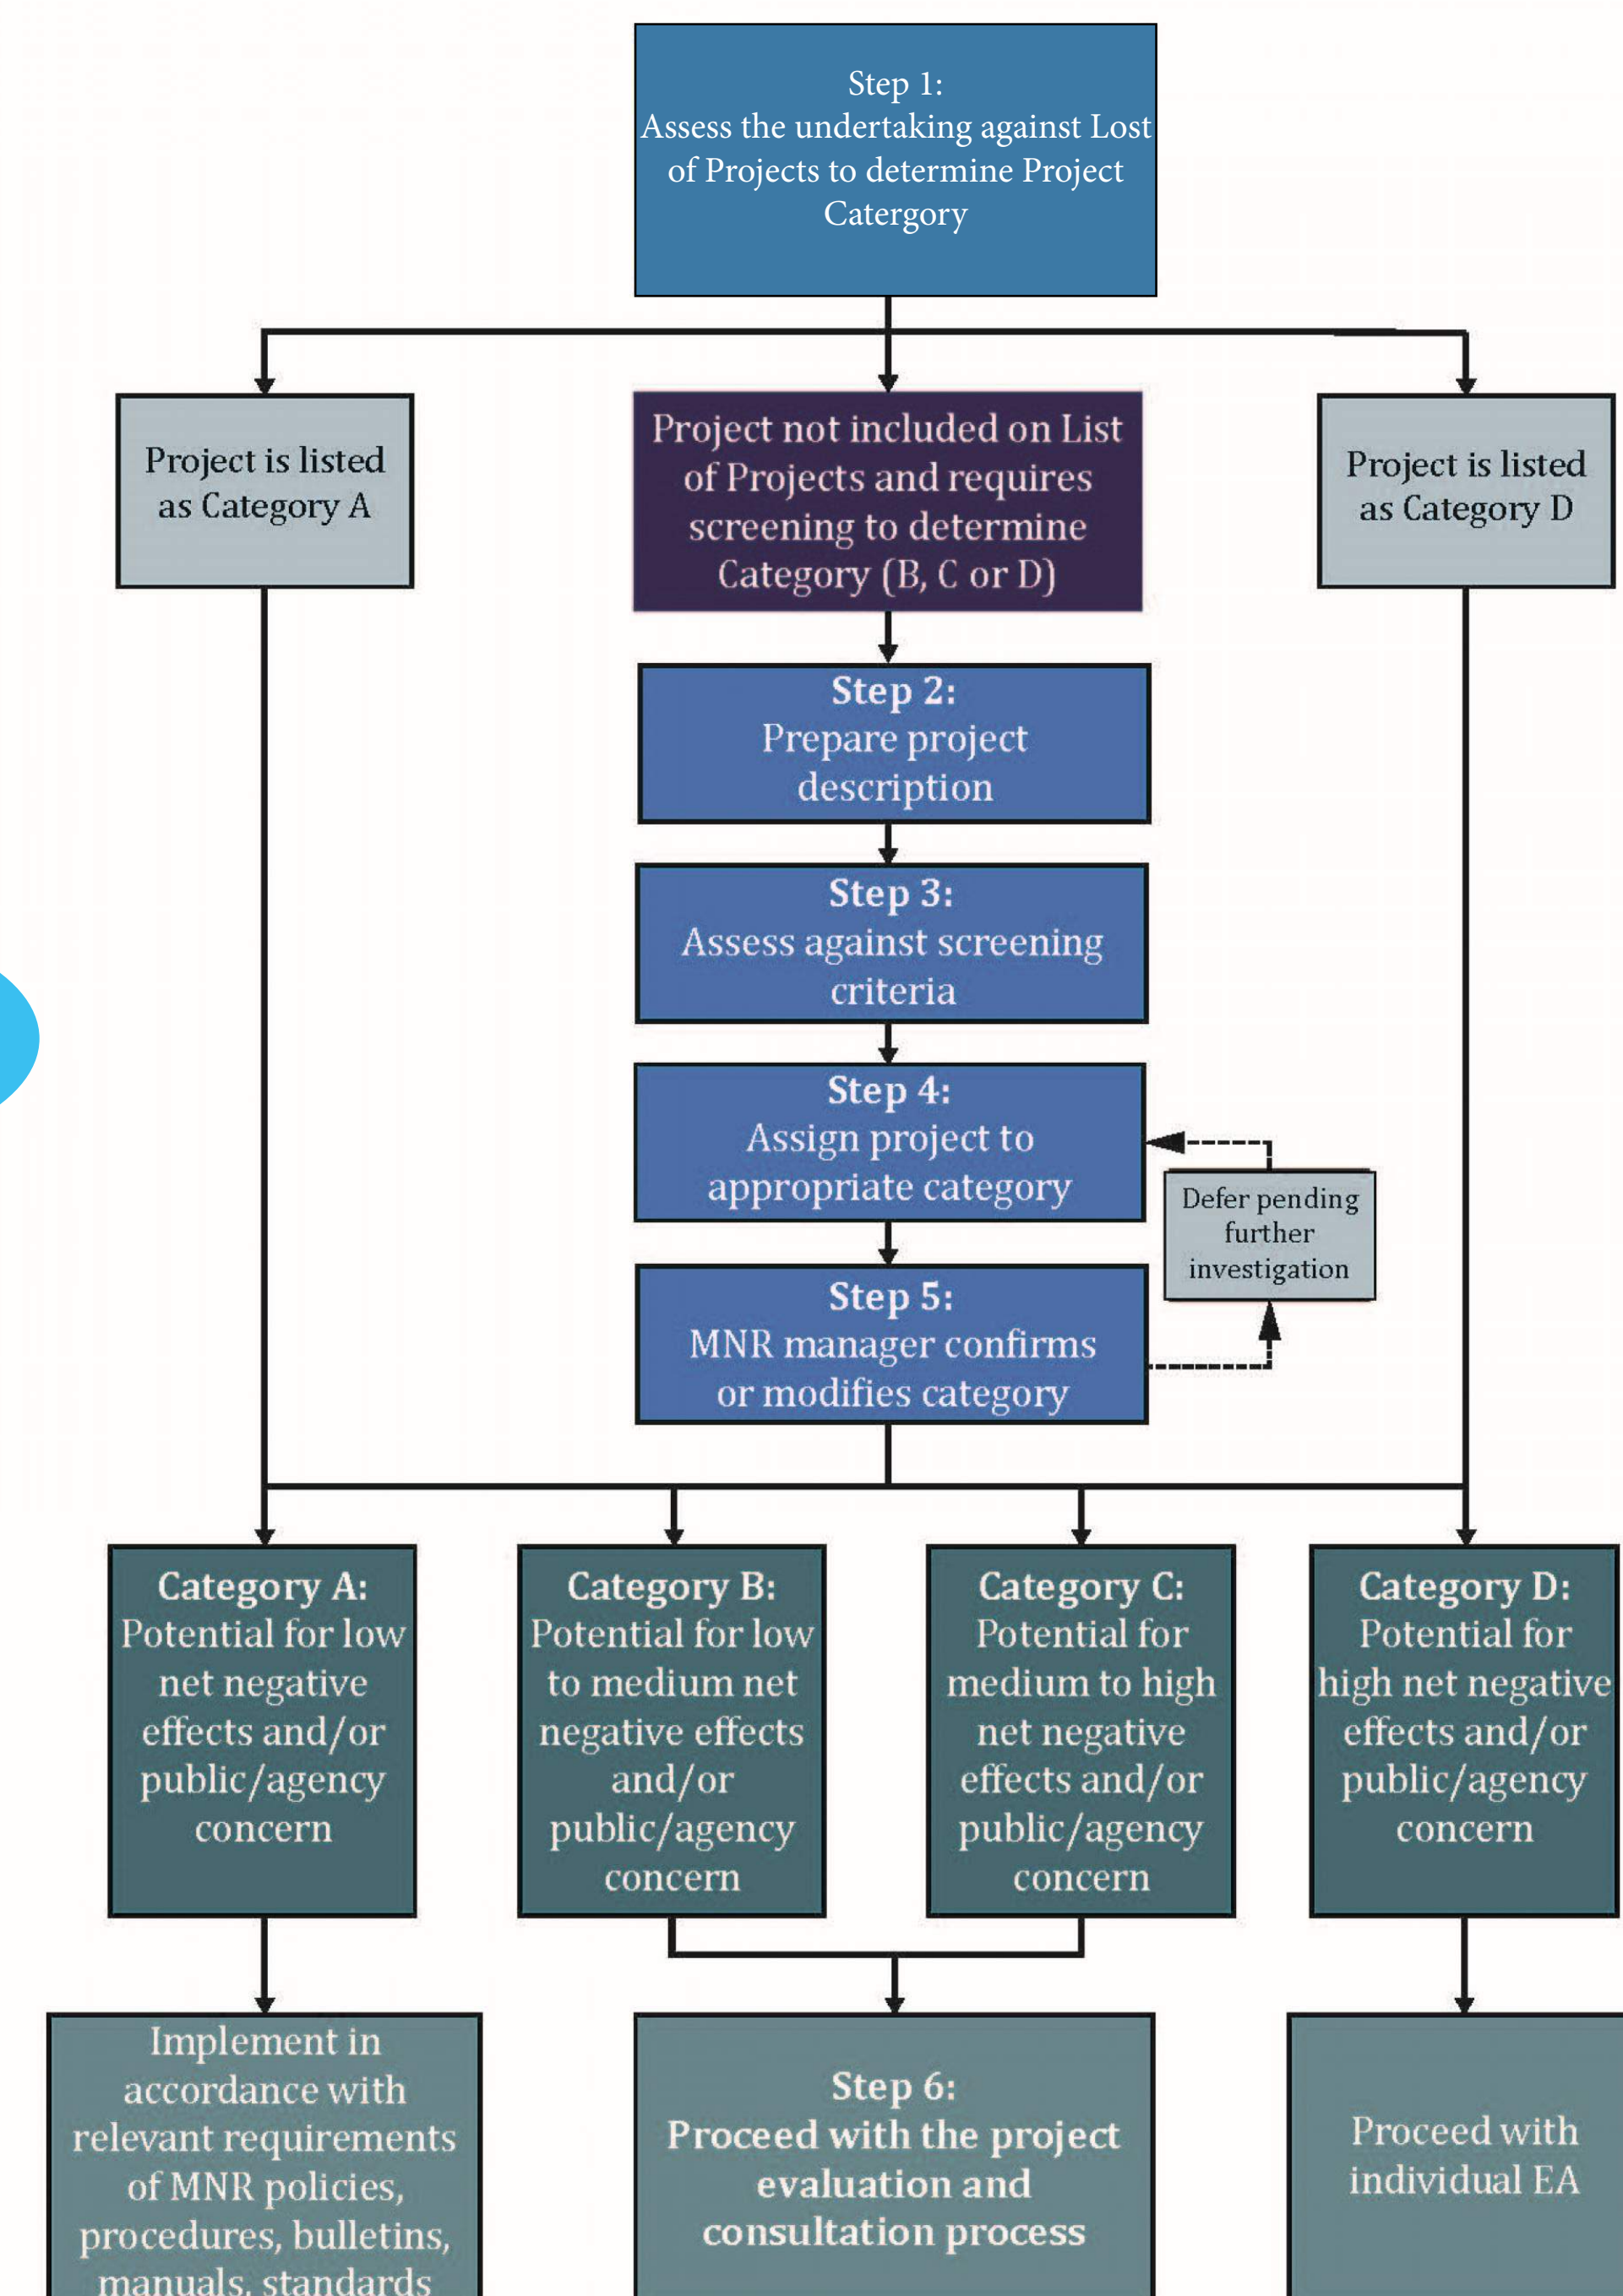 Step 1:
Assess the undertaking against Lost
of Projects to determine Project
Catergory
Project is listed
as Category A
Project not included on List
of Projects and requires
screening to determine
Category (B, C or D)
Project is listed
as Category D
Step 2:
Prepare project
description
Step 3:
Assess against screening
criteria
Step 4:
Assign project to
appropriate category
Defer pending
further
investigation
Step 5:
MNR manager confirms
or modifies category
Category A:
Potential for low
net negative
effects and/or
public/agency
concern
Category B:
Potential for low
to medium net
negative effects
and/or
public/agency
concern
Category C:
Potential for
medium to high
net negative
effects and/or
public/agency
concern
Category D:
Potential for
high net negative
effects and/or
public/agency
concern
Implement in
accordance with
relevant requirements
of MNR policies,
procedures, bulletins,
manuals, standards
Step 6:
Proceed with the project
evaluation and
consultation process
Proceed with
individual EA